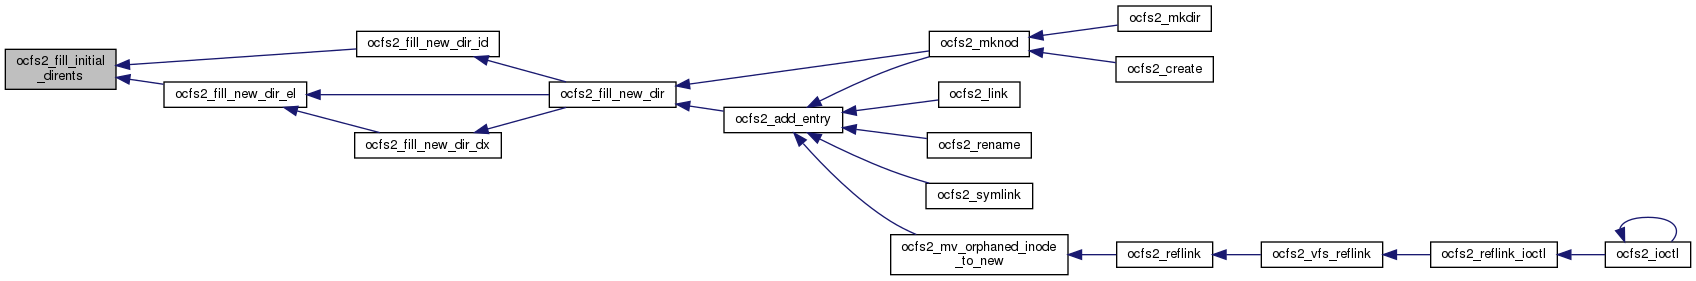 ocfs2_fill_initial
_dirents
ocfs2_fill_new_dir_id
ocfs2_fill_new_dir_el
ocfs2_fill_new_dir_dx
ocfs2_fill_new_dir
ocfs2_add_entry
ocfs2_mknod
ocfs2_mkdir
ocfs2_create
ocfs2_link
ocfs2_rename
ocfs2_symlink
ocfs2_mv_orphaned_inode
_to_new
ocfs2_reflink
ocfs2_vfs_reflink
ocfs2_reflink_ioctl
ocfs2_ioctl